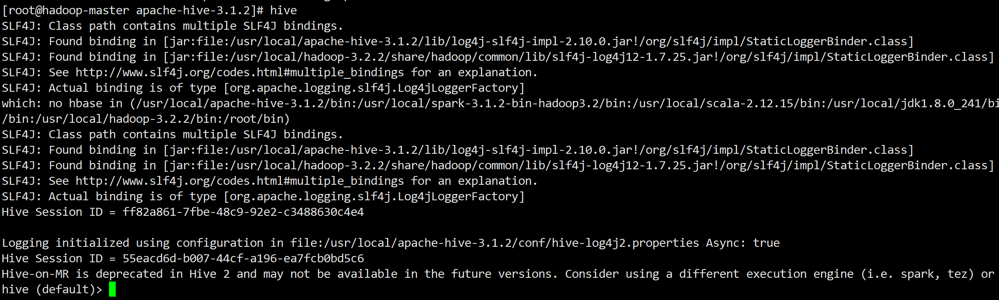 [root@hadoop-master apache-hive-3.1.2]# hive
SLF4J: Class path contains multiple SLF4J bindings.
SLF4J: Found binding in [jar:file:/usr/local/apache-hive-3.1.2/lib/log4j-slf4j-impl-2.10.0.jar!/org/slf4j/impl/StaticLoggerBinder.class]
SLF4J: Found binding in [jar:file:/usr/local/hadoop-3.2.2/share/hadoop/common/lib/slf4j-log4j12-1.7.25.jar!/org/slf4j/impl/StaticLoggerBinder.class]
SLF4J: See http://www.slf4j.org/codes.html#multiple_bindings for an explanation.
SLF4J: Actual binding is of type [org.apache.logging.slf4j.Log4jLoggerFactory]
which: no hbase in (/usr/local/apache-hive-3.1.2/bin:/usr/local/spark-3.1.2-bin-hadoop3.2/bin:/usr/local/scala-2.12.15/bin:/usr/local/jdk1.8.0_241/bi
/bin:/usr/local/hadoop-3.2.2/bin:/root/bin)
SLF4J: Class path contains multiple SLF4J bindings.
SLF4J: Found binding in [jar:file:/usr/local/apache-hive-3.1.2/lib/log4j-slf4j-impl-2.10.0.jar!/org/slf4j/impl/StaticLoggerBinder.class]
SLF4J: Found binding in [jar:file:/usr/local/hadoop-3.2.2/share/hadoop/common/lib/slf4j-log4j12-1.7.25.jar!/org/slf4j/impl/StaticLoggerBinder.class]
SLF4J: See http://www.slf4j.org/codes.html#multiple_bindings for an explanation.
SLF4J: Actual binding is of type [org.apache.logging.slf4j.Log4jLoggerFactory]
Hive Session ID = ff82a861-7fbe-48c9-92e2-c3488630c4e4
Logging initialized using configuration in file:/usr/local/apache-hive-3.1.2/conf/hive-log4j2.properties Async: true
Hive Session ID = 55eacd6d-b007-44cf-a196-ea7fcb0bd5c6
Hive-on-MR is deprecated in Hive 2 and may not be available in the future versions. Consider using a different execution engine (i.e. spark, tez) or
hive (default)>